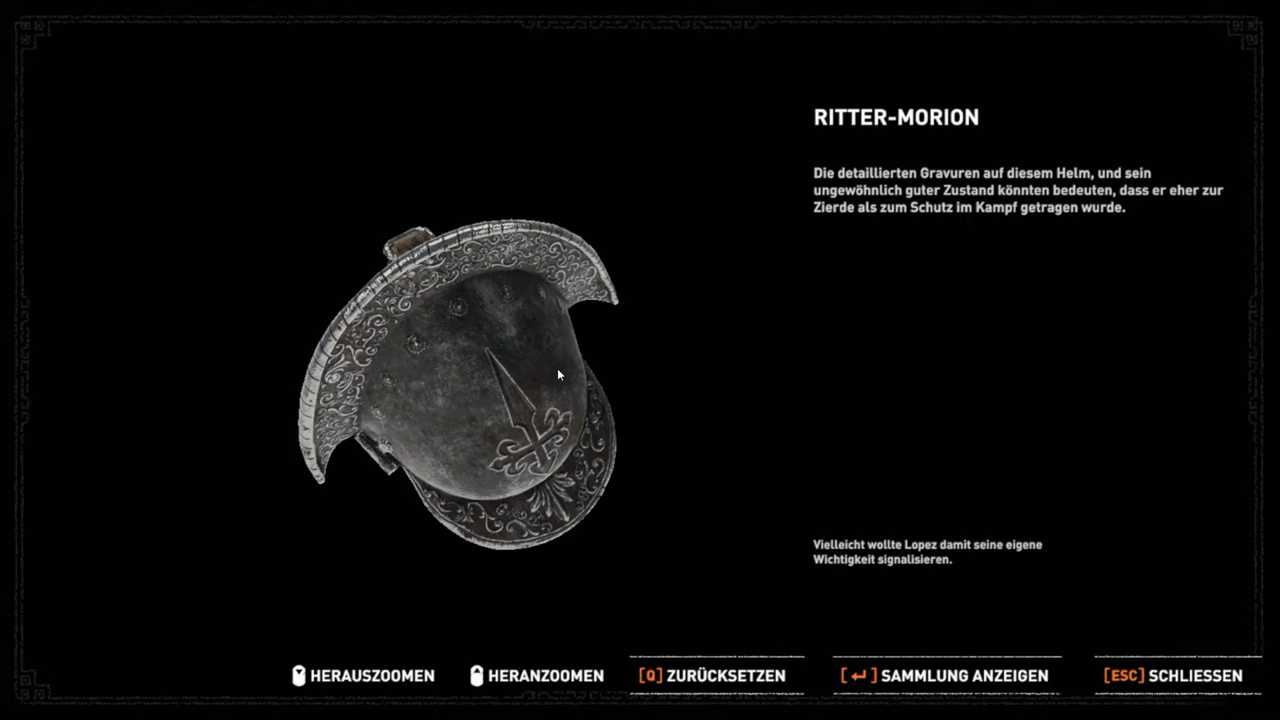 RITTER-MORION
Die detaillierten Gravuren auf diesem Helm, und sein
ungewöhnlich guter Zustand könnten bedeuten, dass er eher zur
Zierde als zum Schutz im Kampf getragen wurde.
Vielleicht wollte Lopez damit seine eigene
Wichtigkeit signalisieren.
HERAUSZOOMEN HERANZOOMEN [Q] ZURÜCKSETZEN [↵] SAMMLUNG ANZEIGEN [ESC] SCHLIESSEN